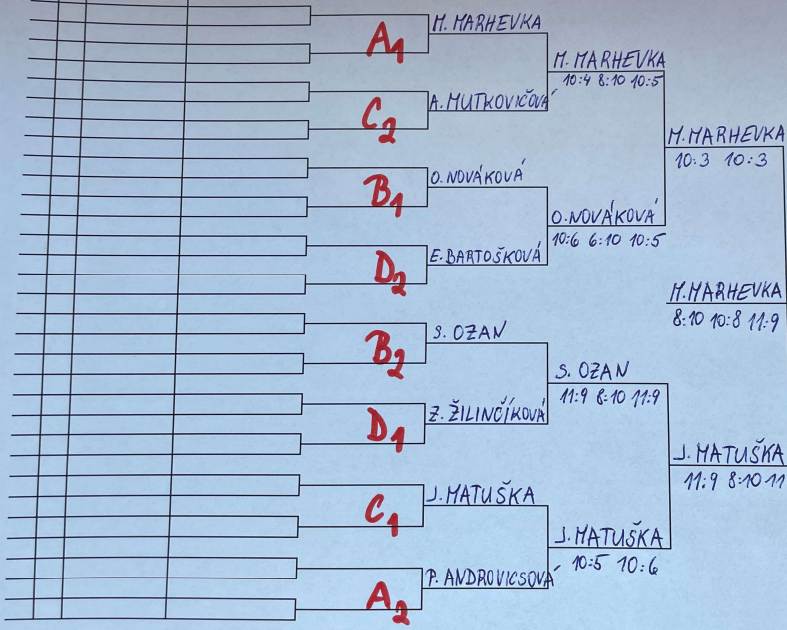 A1
M. MARHEVKA
M. MARHEVKA
10:4 8:10 10:5
C2
A. MUTKOVIČOVÁ
M. MARHEVKA
10:3 10:3
B1
O. NOVÁKOVÁ
O. NOVÁKOVÁ
10:6 6:10 10:5
D2
E. BARTOŠKOVÁ
M. MARHEVKA
8:10 10:8 11:9
B2
S. OZAN
S. OZAN
11:9 8:10 11:9
D1
Z. ŽILINČÍKOVÁ
J. MATUŠKA
11:9 8:10 11
C1
J. MATUŠKA
J. MATUŠKA
10:5 10:6
A2
P. ANDROVICSOVÁ